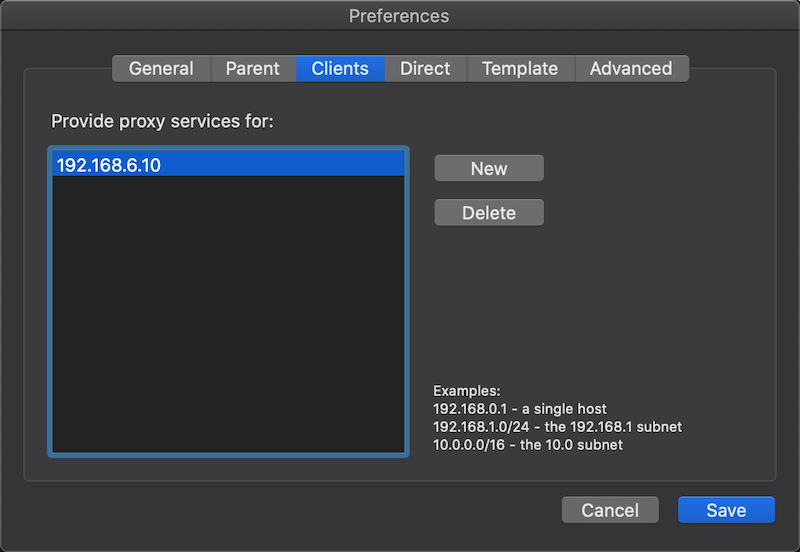 Preferences
General Parent Clients Direct Template Advanced
Provide proxy services for:
192.168.6.10
New
Delete
Examples:
192.168.0.1 - a single host
192.168.1.0/24 - the 192.168.1 subnet
10.0.0.0/16 - the 10.0 subnet
Cancel Save